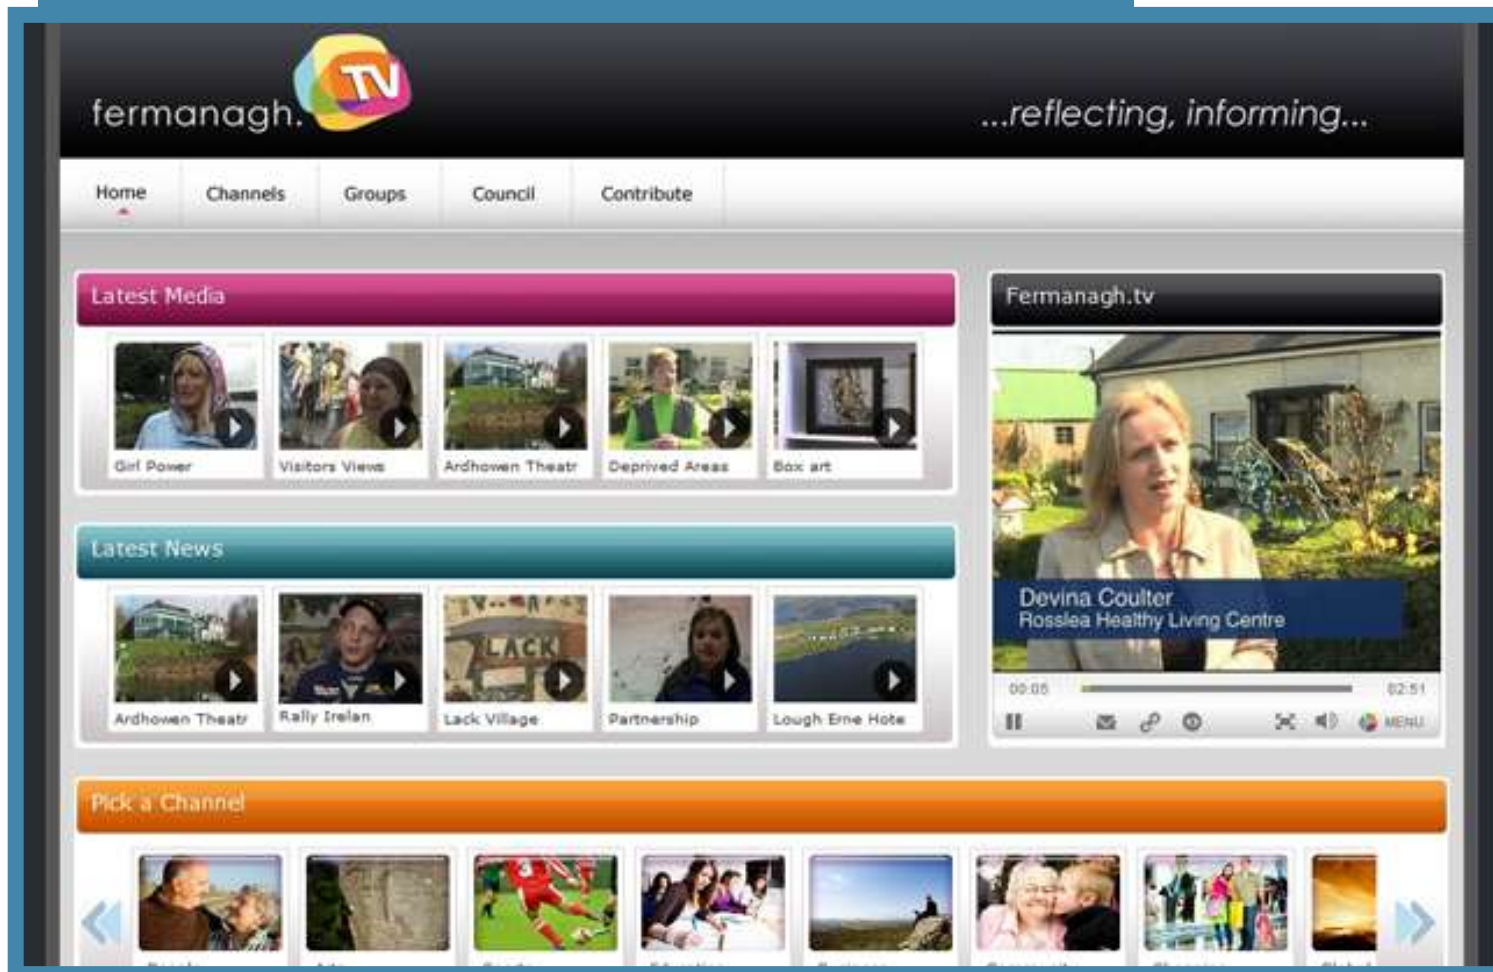 fermanagh.
TV
...reflecting, informing...
Home
Channels
Groups
Council
Contribute
Latest Media
Girl Power
Visitors Views
Ardhowen Theatr
Deprived Areas
Box art
Fermanagh.tv
Devina Coulter
Rosslea Healthy Living Centre
00:05
02:51
MENU
Latest News
LACK
Ardhowen Theatr
Rally Irelan
Lack Village
Partnership
Lough Erne Hote
Pick a Channel